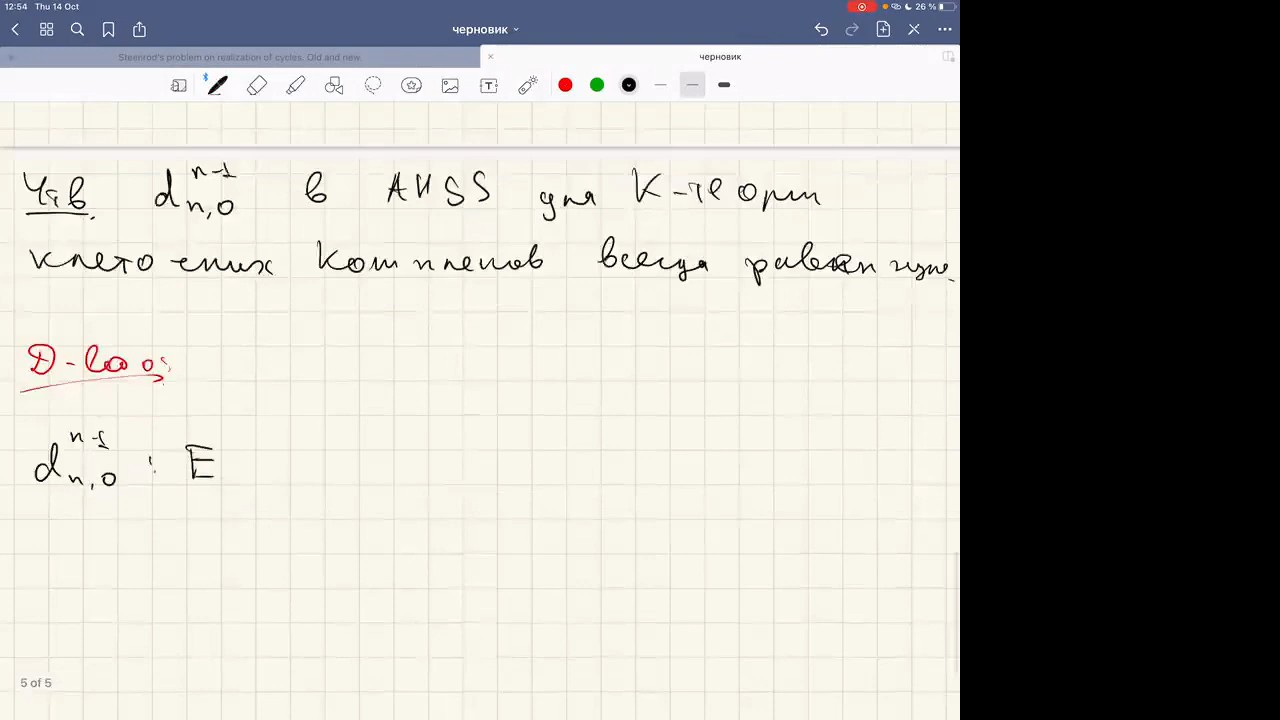 12:54 Thu 14 Oct 26 %
черновик
Steenrod's problem on realization of cycles. Old and new.
черновик
Утв. d^{n-1}_{n,0} в АНSS для К-теории
клеточных комплексов всегда равен нулю.
Д-во:
d^{n-1}_{n,0} : E
5 of 5